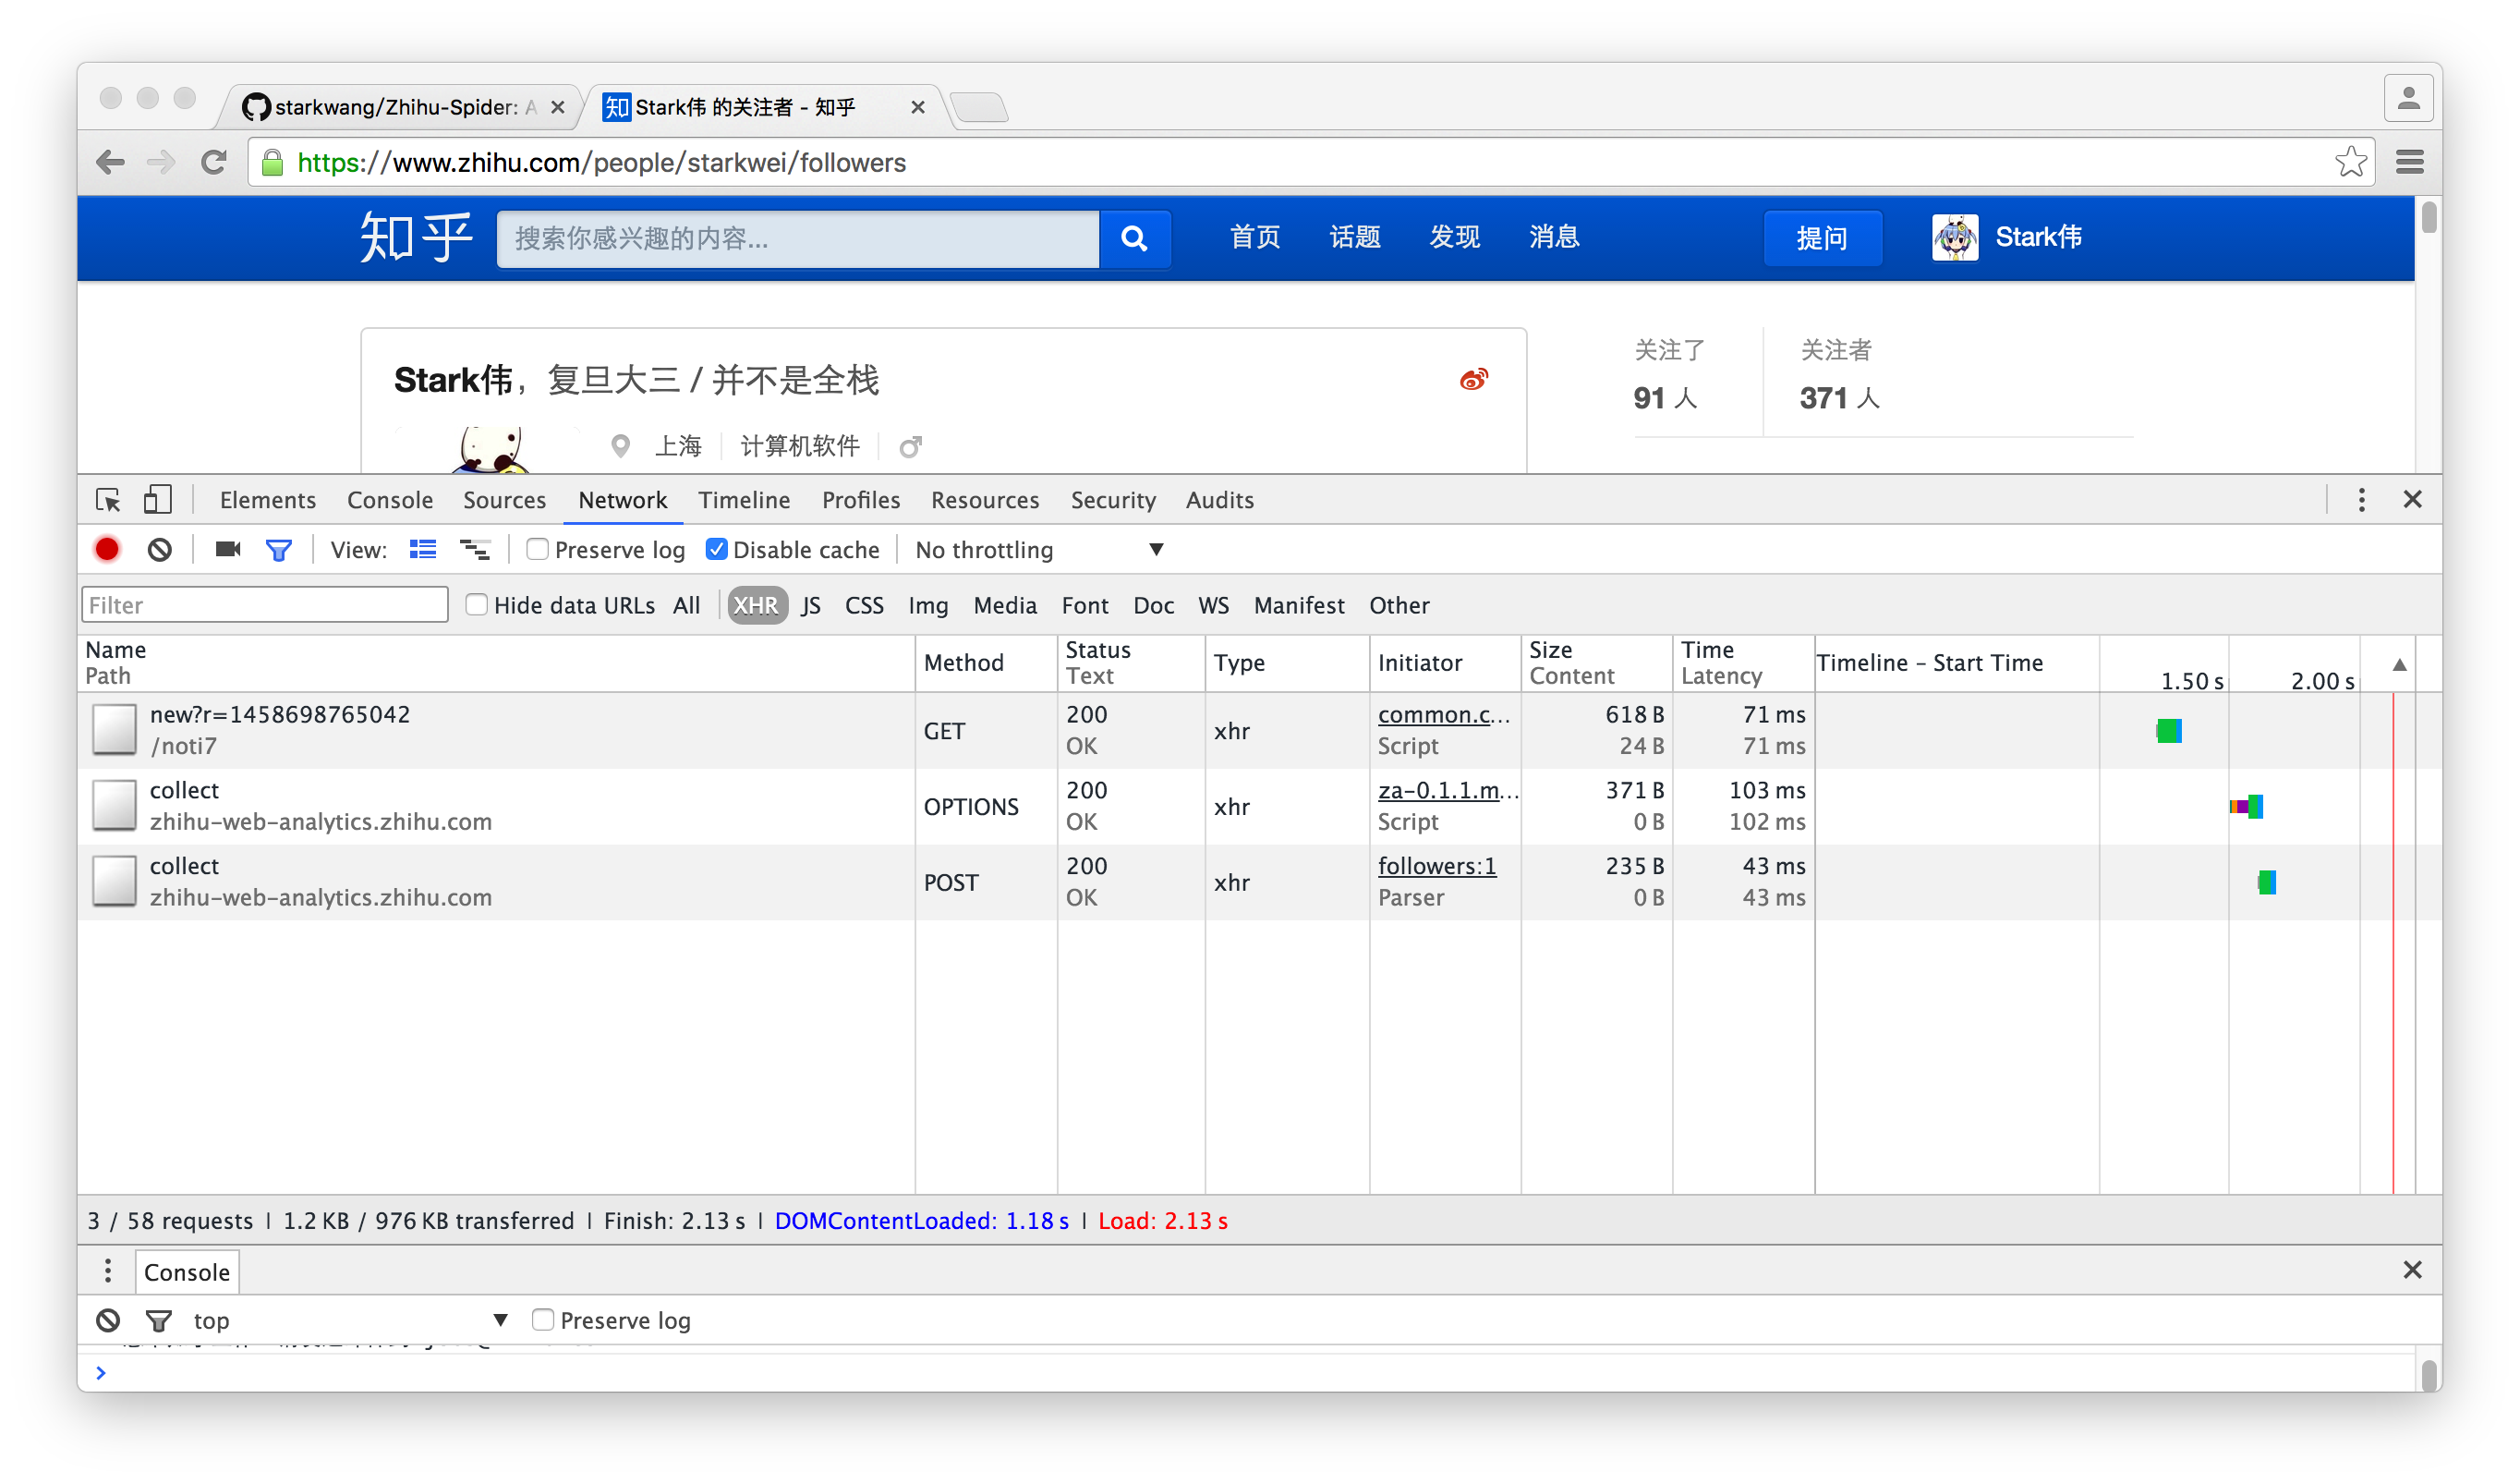 starkwang/Zhihu-Spider: A
知 Stark伟 的关注者 - 知乎
https://www.zhihu.com/people/starkwei/followers
知乎 搜索你感兴趣的内容... 首页 话题 发现 消息 提问 Stark伟
Stark伟，复旦大三 / 并不是全栈
上海 计算机软件
关注了 关注者
91 人 371 人
Elements Console Sources Network Timeline Profiles Resources Security Audits
View: Preserve log Disable cache No throttling
Filter Hide data URLs All XHR JS CSS Img Media Font Doc WS Manifest Other
Name Method Status Type Initiator Size Time Timeline – Start Time
Path Text Content Latency 1.50 s 2.00 s
new?r=1458698765042 GET 200 xhr common.c... 618 B 71 ms
/noti7 OK Script 24 B 71 ms
collect OPTIONS 200 xhr za-0.1.1.m... 371 B 103 ms
zhihu-web-analytics.zhihu.com OK Script 0 B 102 ms
collect POST 200 xhr followers:1 235 B 43 ms
zhihu-web-analytics.zhihu.com OK Parser 0 B 43 ms
3 / 58 requests | 1.2 KB / 976 KB transferred | Finish: 2.13 s | DOMContentLoaded: 1.18 s | Load: 2.13 s
Console
top Preserve log